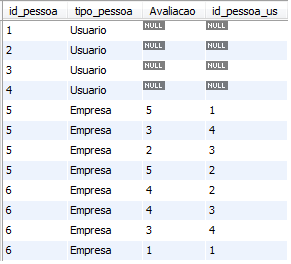 id_pessoa tipo_pessoa Avaliacao id_pessoa_us
1 Usuario NULL NULL
2 Usuario NULL NULL
3 Usuario NULL NULL
4 Usuario NULL NULL
5 Empresa 5 1
5 Empresa 3 4
5 Empresa 2 3
5 Empresa 5 2
6 Empresa 4 2
6 Empresa 4 3
6 Empresa 3 4
6 Empresa 1 1